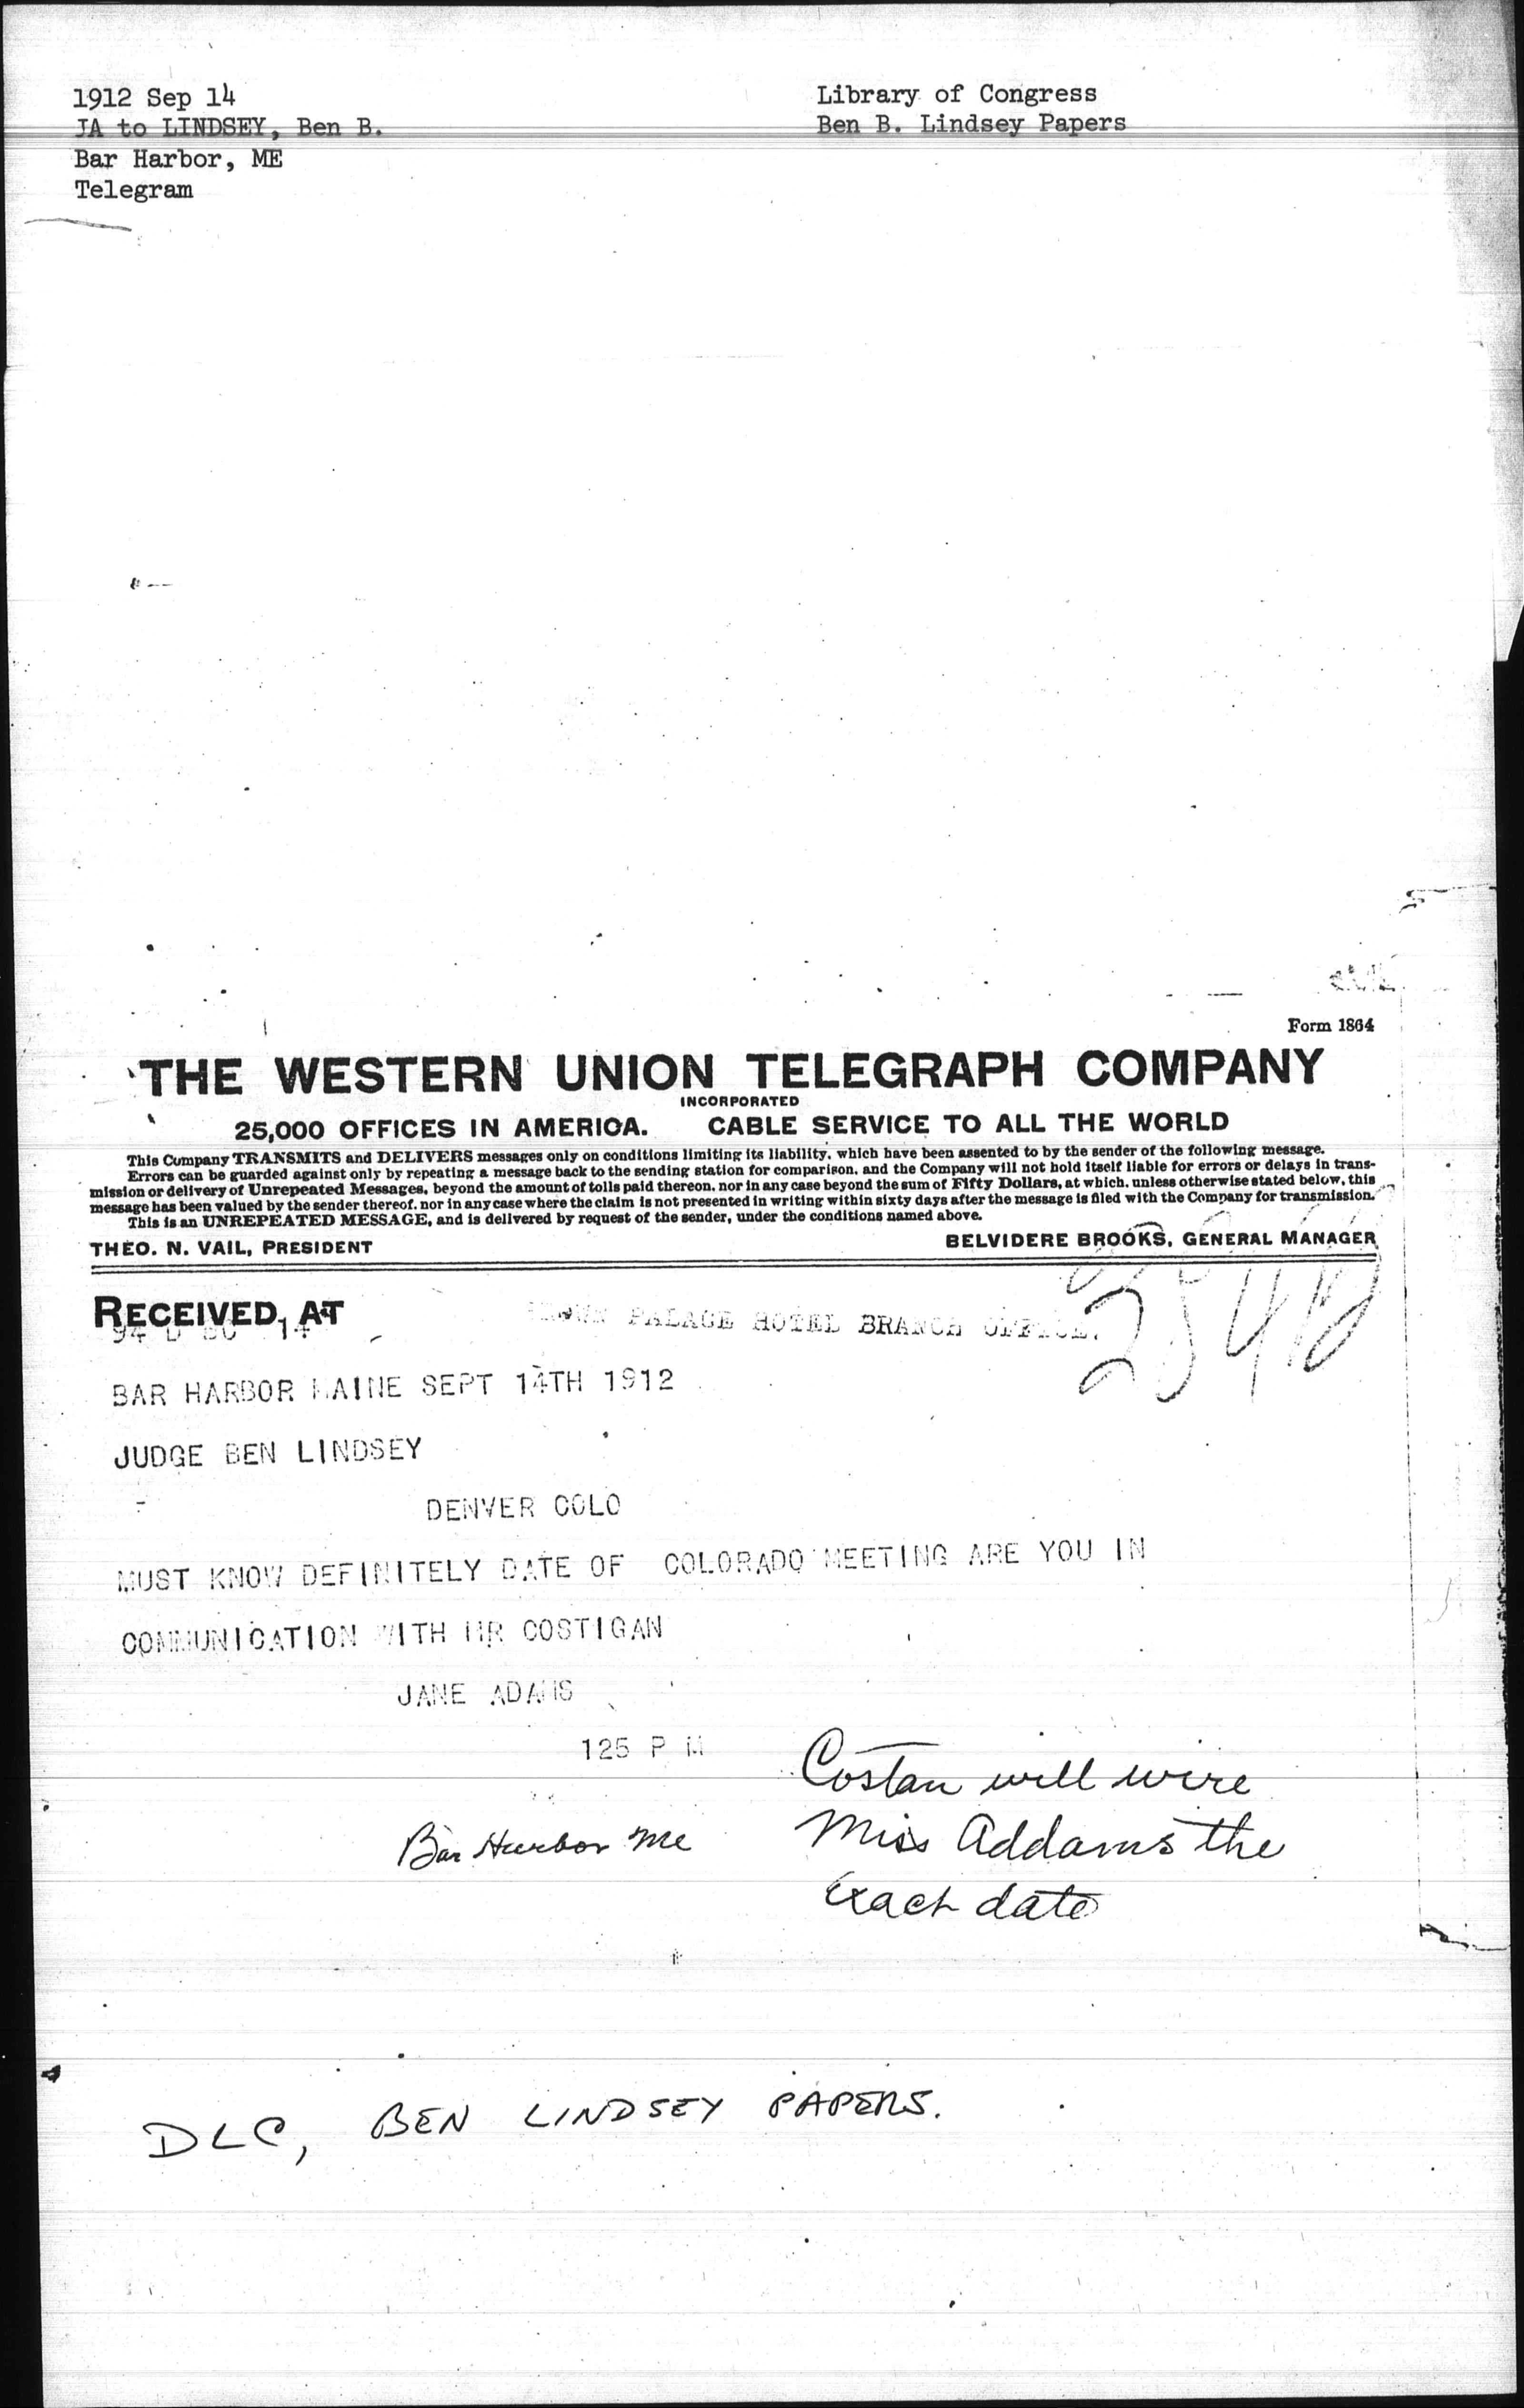 1912 Sep 14
JA to LINDSEY, Ben B.
Bar Harbor, ME
Telegram
Library of Congress
Ben B. Lindsey Papers
Form 1864
THE WESTERN UNION TELEGRAPH COMPANY
INCORPORATED
25,000 OFFICES IN AMERICA. CABLE SERVICE TO ALL THE WORLD
This Company TRANSMITS and DELIVERS messages only on conditions limiting its liability, which have been assented to by the sender of the following message.
Errors can be guarded against only by repeating a message back to the sending station for comparison, and the Company will not hold itself liable for errors or delays in trans-
mission or delivery of Unrepeated Messages, beyond the amount of tolls paid thereon, nor in any case beyond the sum of Fifty Dollars, at which, unless otherwise stated below, this
message has been valued by the sender thereof, nor in any case where the claim is not presented in writing within sixty days after the message is filed with the Company for transmission.
This is an UNREPEATED MESSAGE, and is delivered by request of the sender, under the conditions named above.
THEO. N. VAIL, PRESIDENT BELVIDERE BROOKS, GENERAL MANAGER
RECEIVED AT PALACE HOTEL BRANCH OFFICE.
94 D 14
BAR HARBOR MAINE SEPT 14TH 1912
JUDGE BEN LINDSEY
DENVER COLO
MUST KNOW DEFINITELY DATE OF COLORADO MEETING ARE YOU IN
COMMUNICATION WITH MR COSTIGAN
JANE ADAMS
125 P M
Costan will wire
Miss Addams the
exact date
Bar Harbor Me
DLC, BEN LINDSEY PAPERS.